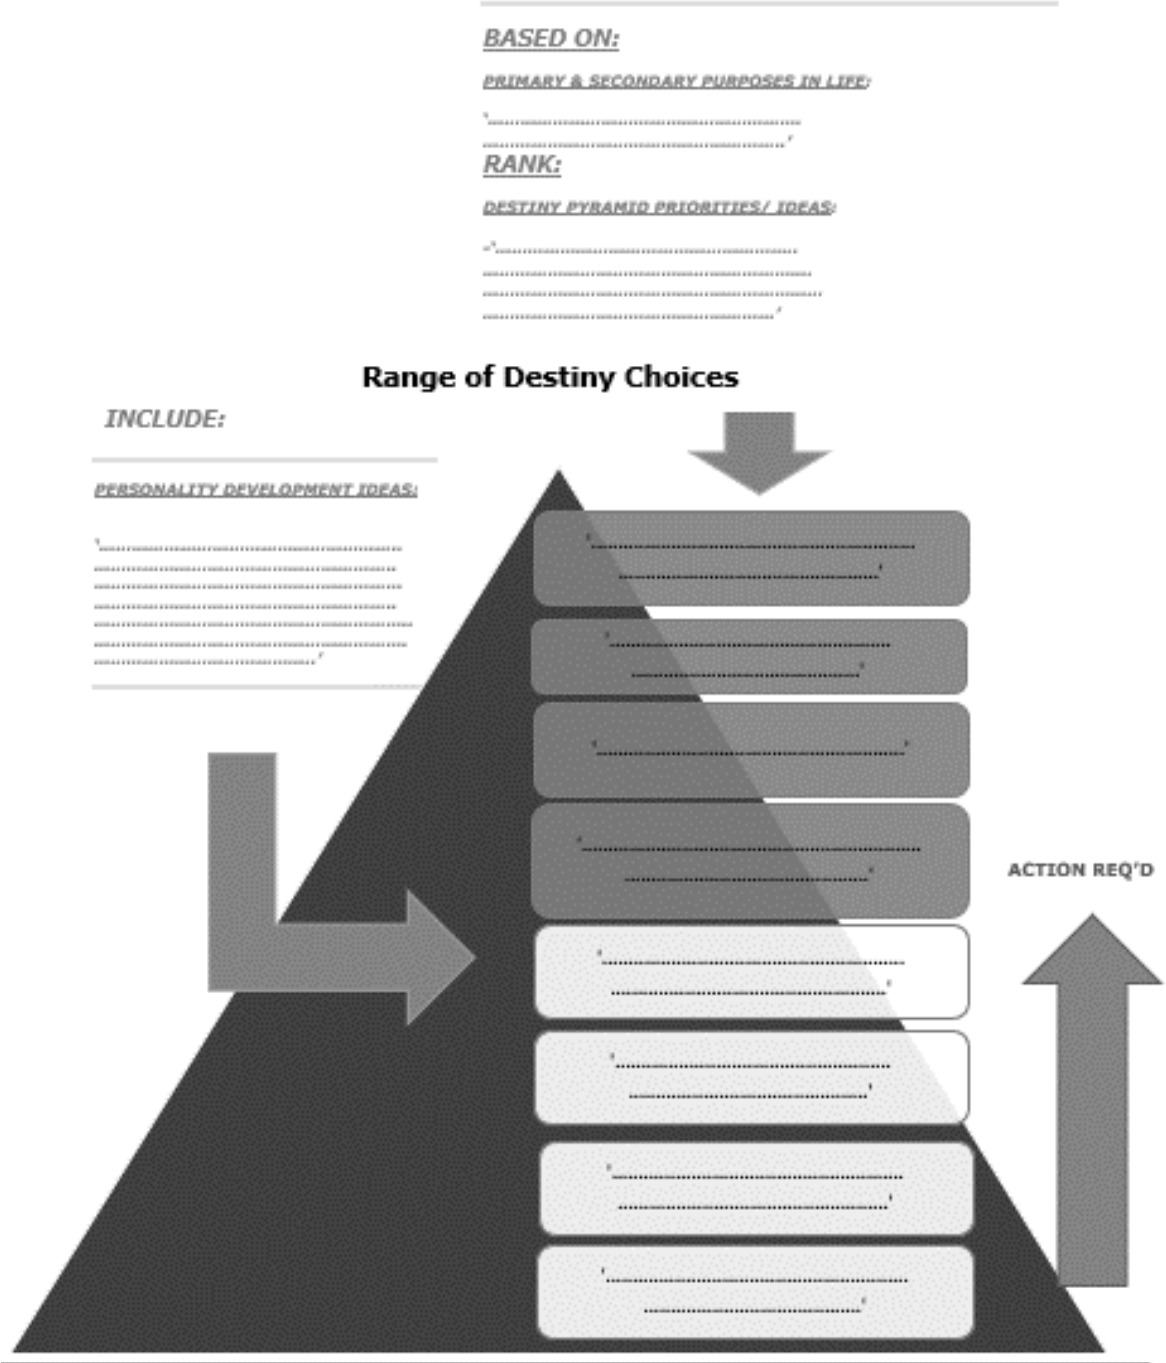 BASED ON:
PRIMARY & SECONDARY PURPOSES IN LIFE:
RANK:
DESTINY PYRAMID PRIORITIES/ IDEAS:
Range of Destiny Choices
INCLUDE:
PERSONALITY DEVELOPMENT IDEAS:
ACTION REQ'D